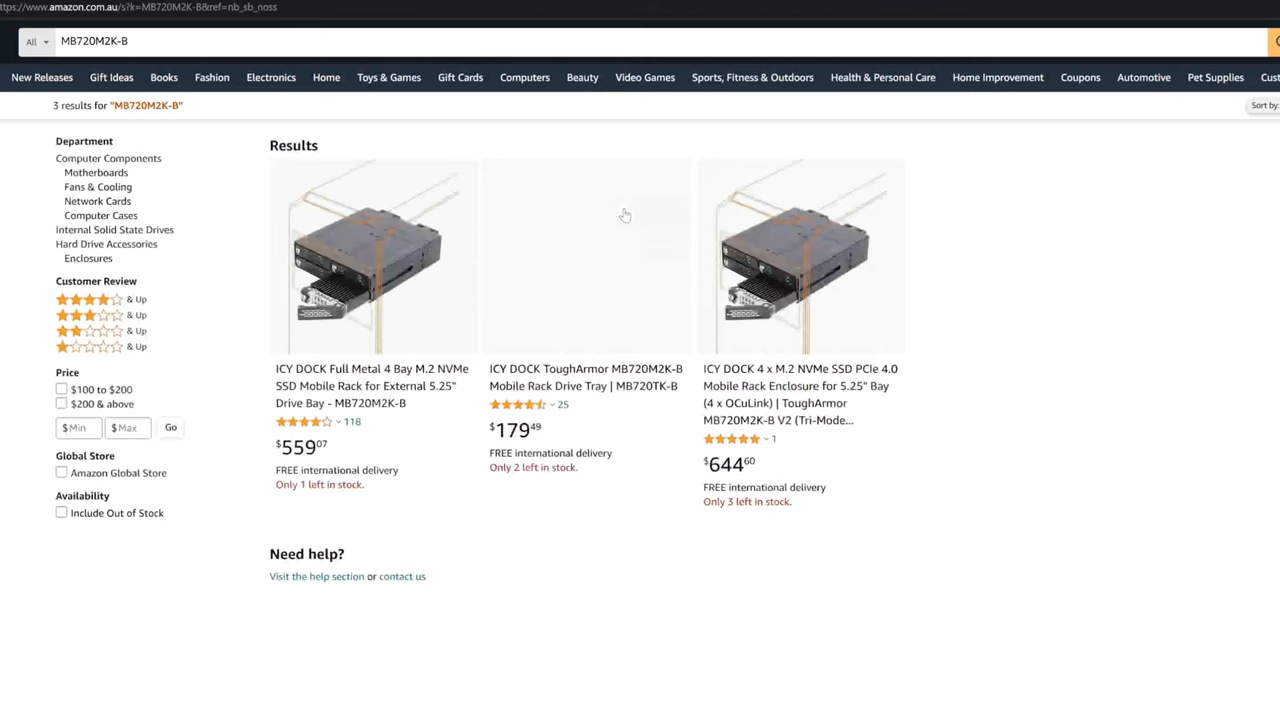 ttps://www.amazon.com.au/s?k=MB720M2K-B&ref=nb_sb_noss
All
MB720M2K-B
New Releases Gift Ideas Books Fashion Electronics Home Toys & Games Gift Cards Computers Beauty Video Games Sports, Fitness & Outdoors Health & Personal Care Home Improvement Coupons Automotive Pet Supplies Cust
3 results for "MB720M2K-B"
Sort by:
Department
Computer Components
Motherboards
Fans & Cooling
Network Cards
Computer Cases
Internal Solid State Drives
Hard Drive Accessories
Enclosures
Customer Review
& Up
& Up
& Up
& Up
Price
$100 to $200
$200 & above
$ Min $ Max Go
Global Store
Amazon Global Store
Availability
Include Out of Stock
Results
ICY DOCK Full Metal 4 Bay M.2 NVMe
SSD Mobile Rack for External 5.25"
Drive Bay - MB720M2K-B
118
$559.07
FREE international delivery
Only 1 left in stock.
ICY DOCK ToughArmor MB720M2K-B
Mobile Rack Drive Tray | MB720TK-B
25
$179.49
FREE international delivery
Only 2 left in stock.
ICY DOCK 4 x M.2 NVMe SSD PCIe 4.0
Mobile Rack Enclosure for 5.25" Bay
(4 x OCuLink) | ToughArmor
MB720M2K-B V2 (Tri-Mode...
1
$644.60
FREE international delivery
Only 3 left in stock.
Need help?
Visit the help section or contact us